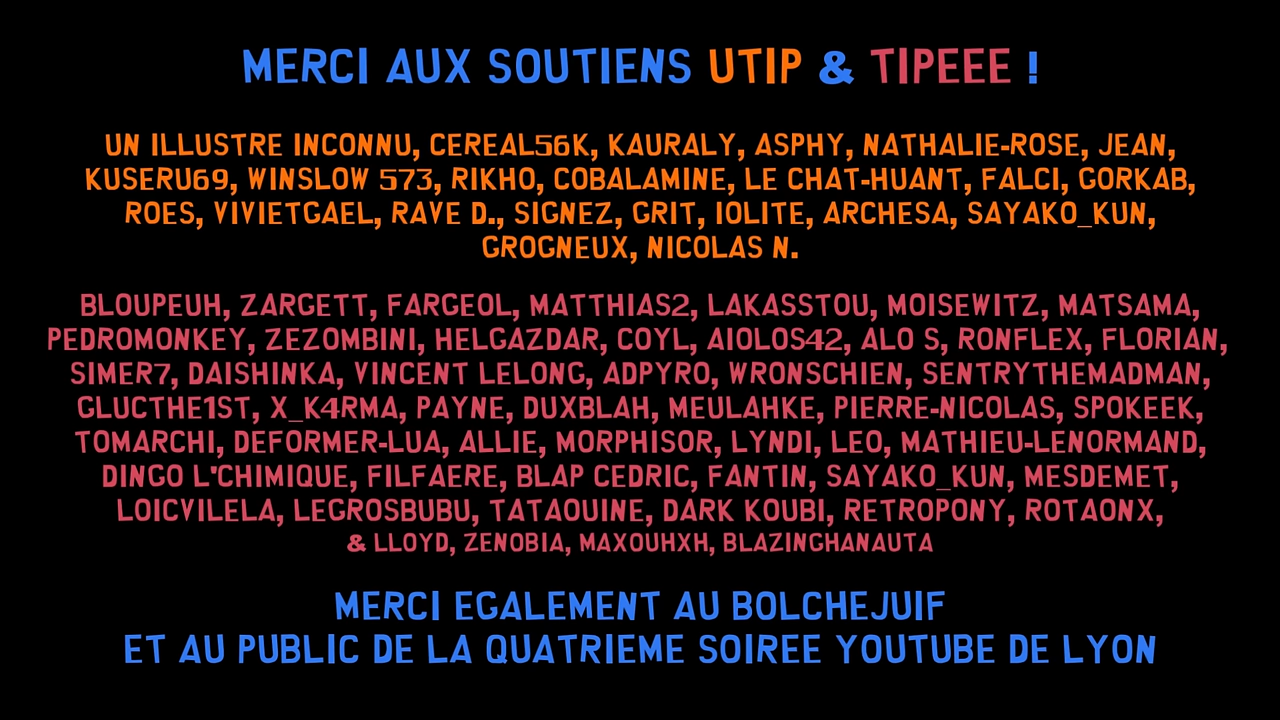 MERCI AUX SOUTIENS UTIP & TIPEEE !
UN ILLUSTRE INCONNU, CEREAL56K, KAURALY, ASPHY, NATHALIE-ROSE, JEAN,
KUSERU69, WINSLOW 573, RIKHO, COBALAMINE, LE CHAT-HUANT, FALCI, GORKAB,
ROES, VIVIETGAEL, RAVE D., SIGNEZ, GRIT, IOLITE, ARCHESA, SAYAKO_KUN,
GROGNEUX, NICOLAS N.
BLOUPEUH, ZARGETT, FARGEOL, MATTHIAS2, LAKASSTOU, MOISEWITZ, MATSAMA,
PEDROMONKEY, ZEZOMBINI, HELGAZDAR, COYL, AIOLOS42, ALO S, RONFLEX, FLORIAN,
SIMER7, DAISHINKA, VINCENT LELONG, ADPYRO, WRONSCHIEN, SENTRYTHEMADMAN,
GLUCTHE1ST, X_K4RMA, PAYNE, DUXBLAH, MEULAHKE, PIERRE-NICOLAS, SPOKEEK,
TOMARCHI, DEFORMER-LUA, ALLIE, MORPHISOR, LYNDI, LEO, MATHIEU-LENORMAND,
DINGO L'CHIMIQUE, FILFAERE, BLAP CEDRIC, FANTIN, SAYAKO_KUN, MESDEMET,
LOICVILELA, LEGROSBUBU, TATAOUINE, DARK KOUBI, RETROPONY, ROTAONX,
& LLOYD, ZENOBIA, MAXOUHXH, BLAZINGHANAUTA
MERCI EGALEMENT AU BOLCHEJUIF
ET AU PUBLIC DE LA QUATRIEME SOIREE YOUTUBE DE LYON